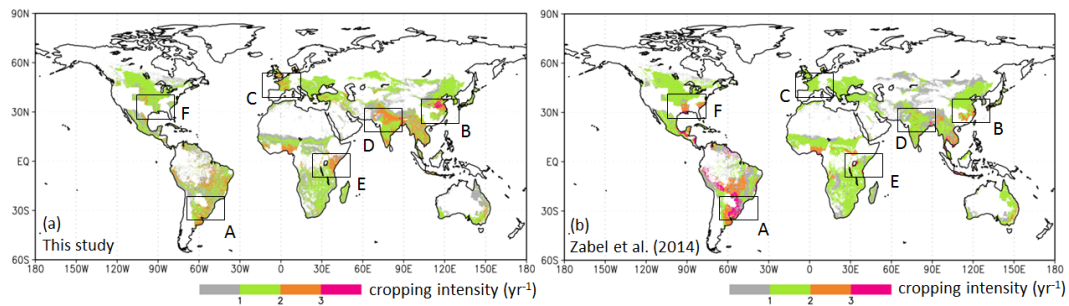 90N
60N
30N
EQ
30S
60S
180 150W 120W 90W 60W 30W 0 30E 60E 90E 120E 150E 180
A
B
C
D
E
F
(a)
This study
1 2 3
cropping intensity (yr-1)
90N
60N
30N
EQ
30S
60S
180 150W 120W 90W 60W 30W 0 30E 60E 90E 120E 150E 180
A
B
C
D
E
F
(b)
Zabel et al. (2014)
1 2 3
cropping intensity (yr-1)